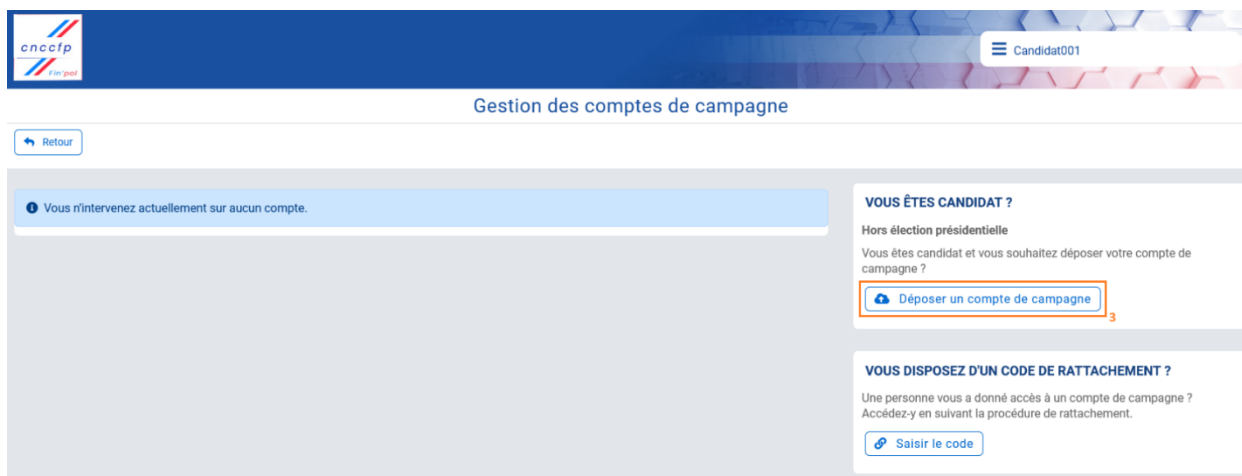 cnccfp
Fin'pol
Candidat001
Gestion des comptes de campagne
Retour
Vous n'intervenez actuellement sur aucun compte.
VOUS ÊTES CANDIDAT ?
Hors élection présidentielle
Vous êtes candidat et vous souhaitez déposer votre compte de
campagne ?
Déposer un compte de campagne
3
VOUS DISPOSEZ D'UN CODE DE RATTACHEMENT ?
Une personne vous a donné accès à un compte de campagne ?
Accédez-y en suivant la procédure de rattachement.
Saisir le code